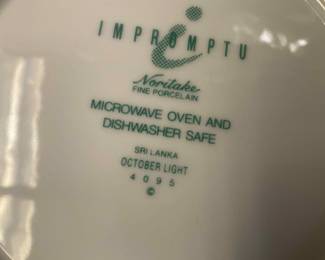 IMPROMPTU
Noritake
FINE PORCELAIN
MICROWAVE OVEN AND
DISHWASHER SAFE
SRI LANKA
OCTOBER LIGHT
4095
©